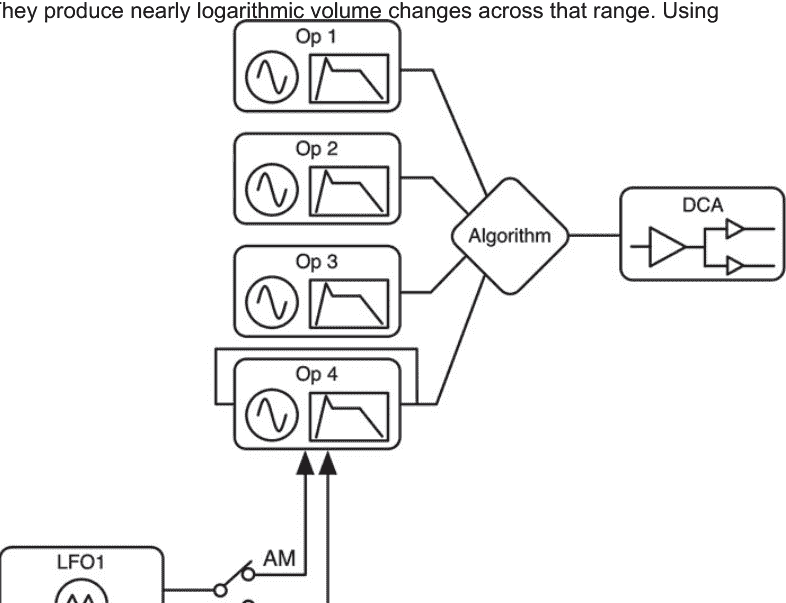 They produce nearly logarithmic volume changes across that range. Using
Op 1
Op 2
DCA
Algorithm
Op 3
Op 4
AM
LFO1